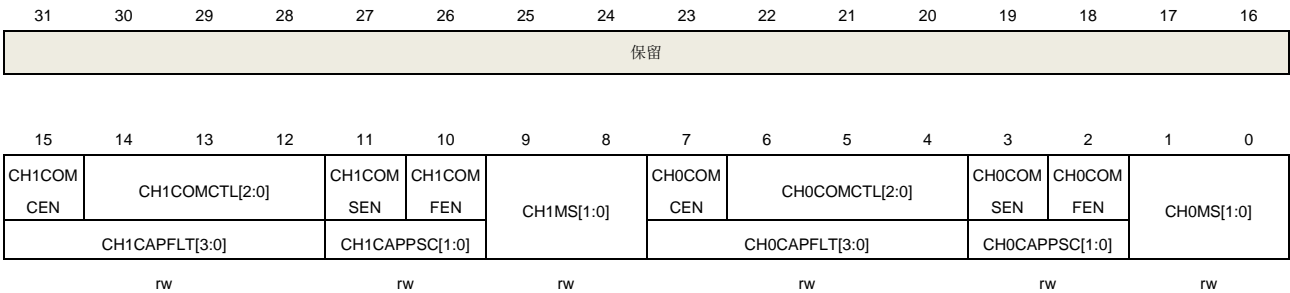 31 30 29 28 27 26 25 24 23 22 21 20 19 18 17 16
保留
15 14 13 12 11 10 9 8 7 6 5 4 3 2 1 0
CH1COM CEN CH1COMCTL[2:0] CH1COM SEN CH1COM FEN CH1MS[1:0] CH0COM CEN CH0COMCTL[2:0] CH0COM SEN CH0COM FEN CH0MS[1:0]
CH1CAPFLT[3:0] CH1CAPPSC[1:0] CH0CAPFLT[3:0] CH0CAPPSC[1:0]
rw rw rw rw rw rw